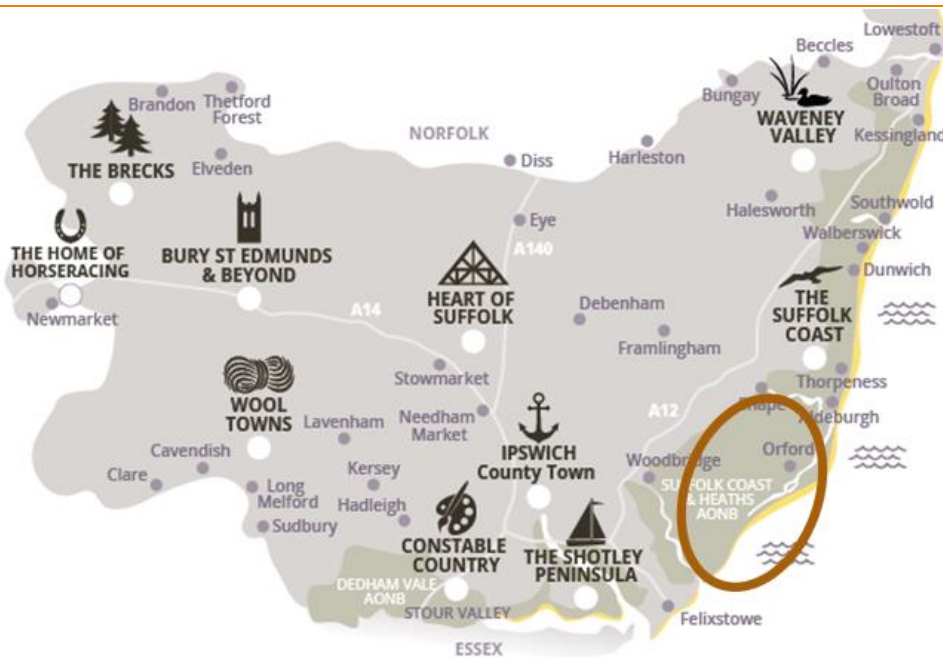 Lowestoft
Beccles
Oulton
Broad
Bungay
WAVENEY
VALLEY
Kessingland
Brandon
Thetford
Forest
NORFOLK
THE BRECKS
Elveden
Diss
Harleston
Halesworth
Southwold
Walberswick
Eye
A140
THE HOME OF
HORSERACING
BURY ST EDMUNDS
& BEYOND
Dunwich
HEART OF
SUFFOLK
THE
SUFFOLK
COAST
Newmarket
A14
Debenham
Framlingham
Stowmarket
Thorpeness
Snape
Aldeburgh
WOOL
TOWNS
Lavenham
Needham
Market
A12
IPSWICH
County Town
Woodbridge
Orford
Cavendish
Clare
Kersey
Long
Melford
Hadleigh
Sudbury
SUFFOLK COAST
& HEATHS
AONB
CONSTABLE
COUNTRY
THE SHOTLEY
PENINSULA
DEDHAM VALE
AONB
STOUR VALLEY
Felixstowe
ESSEX